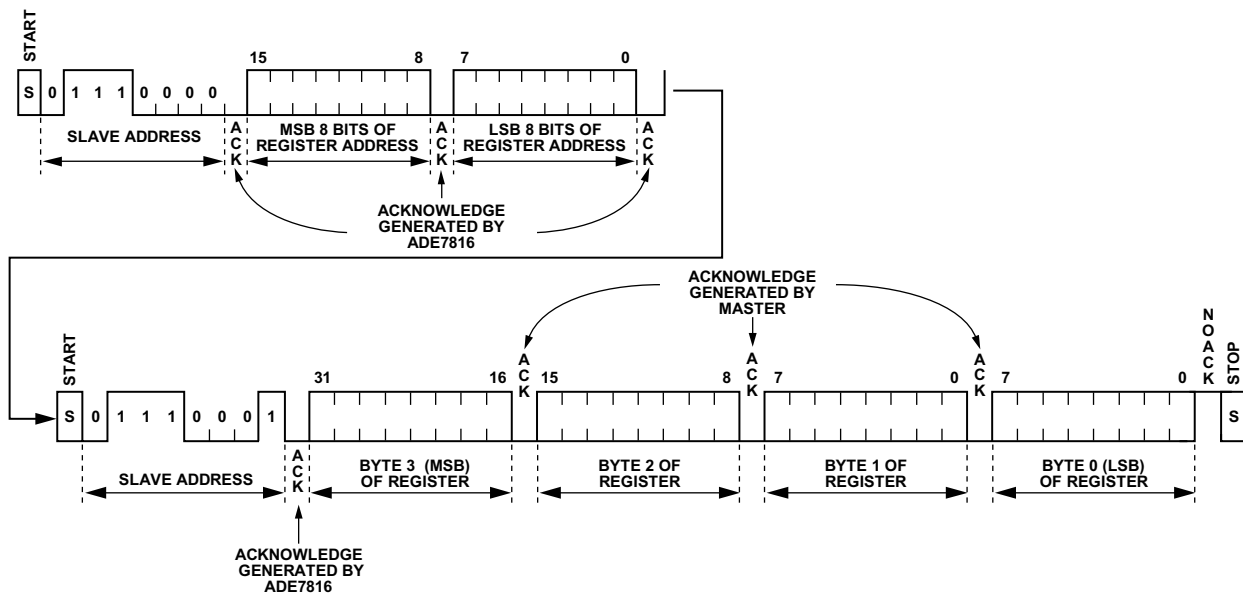 START
15 8 7 0
S 0 1 1 1 0 0 0 0
SLAVE ADDRESS
ACK
MSB 8 BITS OF
REGISTER ADDRESS
ACK
LSB 8 BITS OF
REGISTER ADDRESS
ACK
ACKNOWLEDGE
GENERATED BY
ADE7816
ACKNOWLEDGE
GENERATED BY
MASTER
START
31 16
ACK
15 8
ACK
7 0
ACK
7 0
NOACK
STOP
S 0 1 1 1 0 0 0 1
S
SLAVE ADDRESS
ACK
BYTE 3 (MSB)
OF REGISTER
BYTE 2 OF
REGISTER
BYTE 1 OF
REGISTER
BYTE 0 (LSB)
OF REGISTER
ACKNOWLEDGE
GENERATED BY
ADE7816